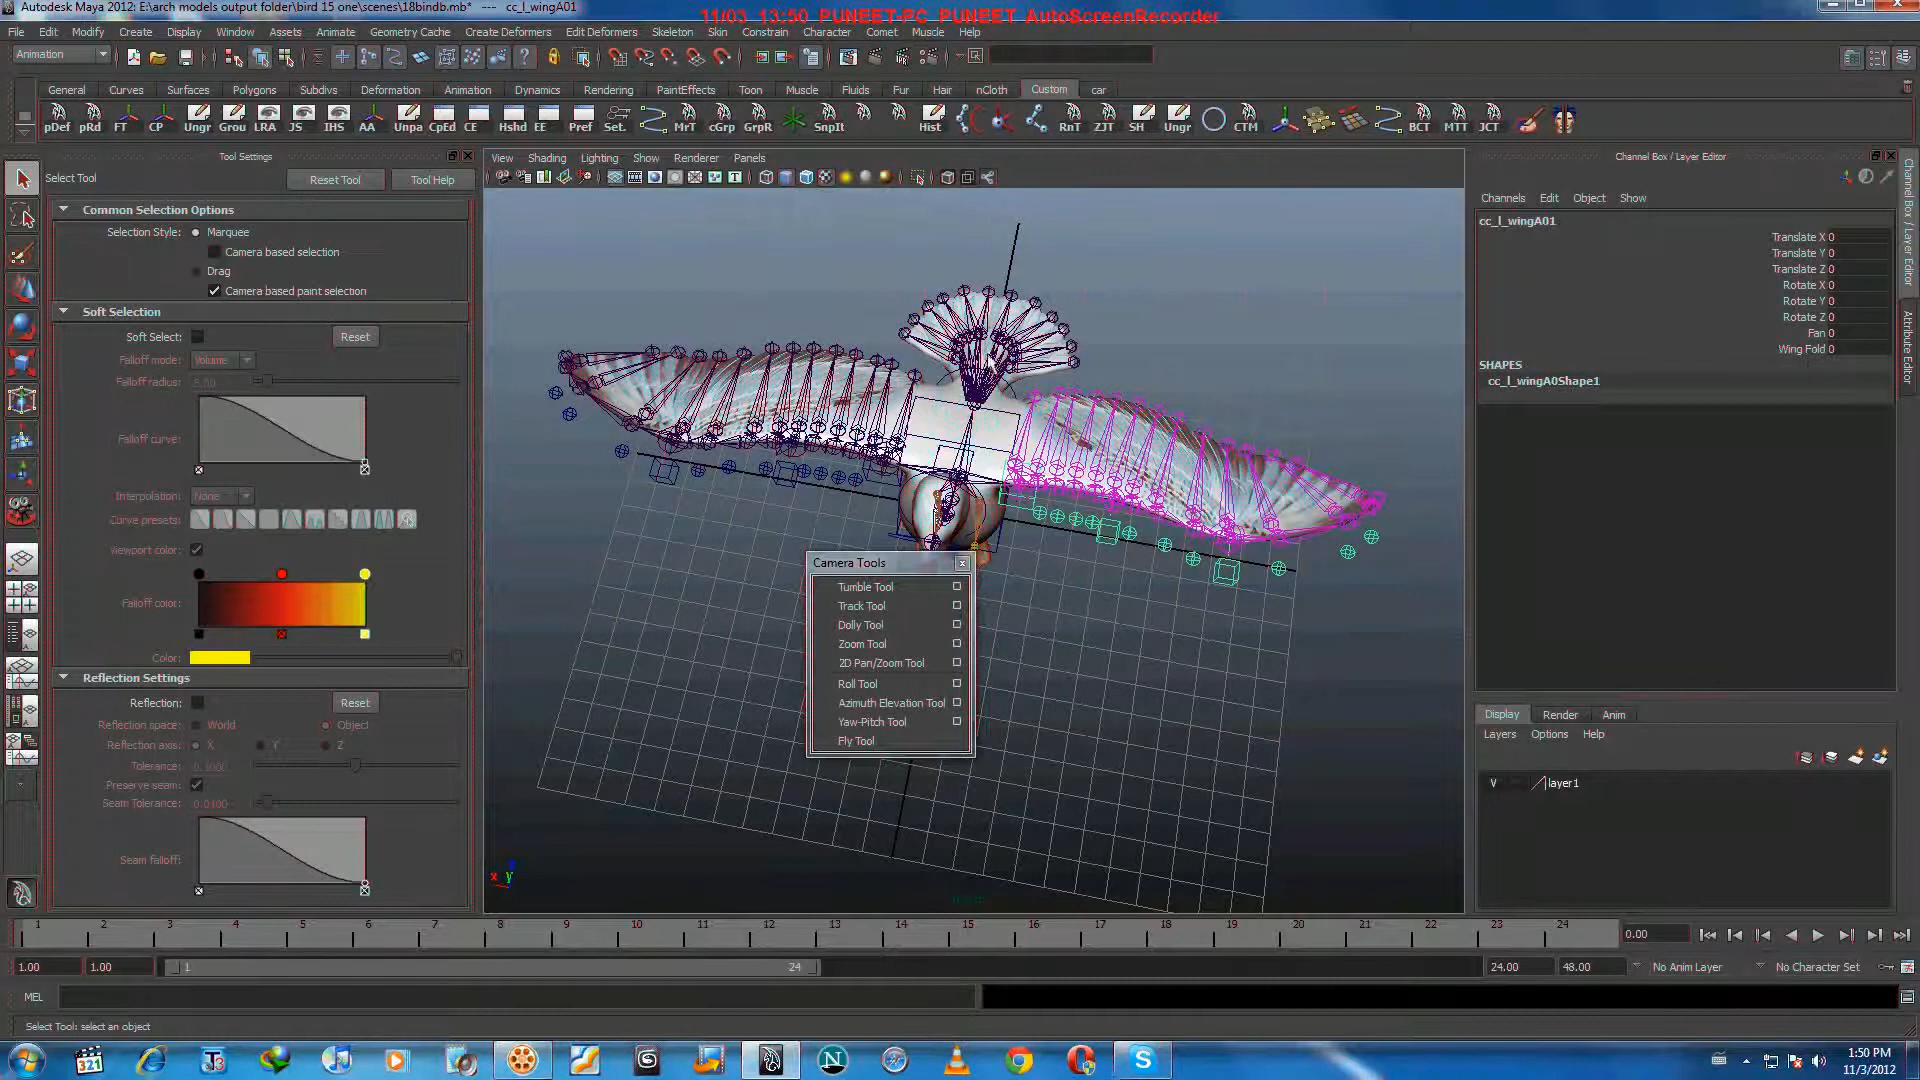 Autodesk Maya 2012: E:\arch models output folder\bird 15 one\scenes\18bindb.mb* --- cc_l_wingA01
11/03 13:50 PUNEET-PC PUNEET AutoScreenRecorder
File Edit Modify Create Display Window Assets Animate Geometry Cache Create Deformers Edit Deformers Skeleton Skin Constrain Character Comet Muscle Help
Animation
General Curves Surfaces Polygons Subdivs Deformation Animation Dynamics Rendering PaintEffects Toon Muscle Fluids Fur Hair nCloth Custom car
pDef pRd FT CP Ungr Grou LRA JS IHS AA Unpa CpEd CE Hshd EE Pref Set. MrT cGrp GrpR SnpIt Hist RnT ZJT SH Ungr CTM BCT MTT JCT
Tool Settings
Select Tool
Reset Tool
Tool Help
Common Selection Options
Selection Style: Marquee
Camera based selection
Drag
Camera based paint selection
Soft Selection
Soft Select:
Reset
Falloff mode: Volume
Falloff radius: 5.00
Falloff curve:
Interpolation: None
Curve presets:
Viewport color:
Falloff color:
Color:
Reflection Settings
Reflection:
Reset
Reflection space: World Object
Reflection axis: X Y Z
Tolerance: 0.1000
Preserve seam:
Seam Tolerance: 0.0100
Seam falloff:
View Shading Lighting Show Renderer Panels
Camera Tools
Tumble Tool
Track Tool
Dolly Tool
Zoom Tool
2D Pan/Zoom Tool
Roll Tool
Azimuth Elevation Tool
Yaw-Pitch Tool
Fly Tool
x y z
Channel Box / Layer Editor
Channels Edit Object Show
cc_l_wingA01
Translate X 0
Translate Y 0
Translate Z 0
Rotate X 0
Rotate Y 0
Rotate Z 0
Fan 0
Wing Fold 0
SHAPES
cc_l_wingA0Shape1
Channel Box / Layer Editor
Attribute Editor
Display Render Anim
Layers Options Help
V layer1
1 2 3 4 5 6 7 8 9 10 11 12 13 14 15 16 17 18 19 20 21 22 23 24
0.00
1.00 1.00 1 24 24.00 48.00 No Anim Layer No Character Set
MEL
Select Tool: select an object
321
1:50 PM
11/3/2012